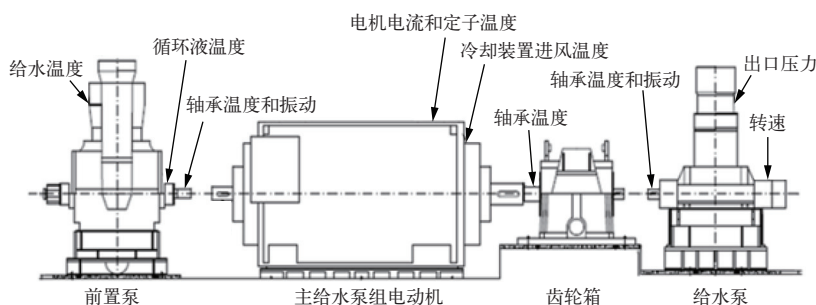 电机电流和定子温度
循环液温度
冷却装置进风温度
给水温度
出口压力
轴承温度和振动
轴承温度和振动
轴承温度
转速
前置泵
主给水泵组电动机
齿轮箱
给水泵